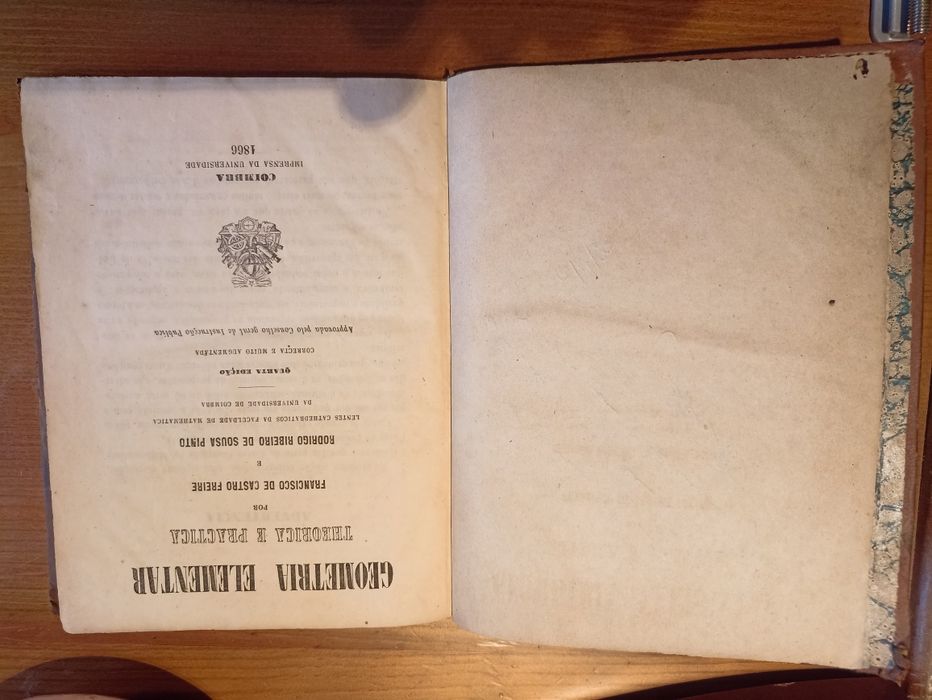 GEOMETRIA ELEMENTAR
THEORICA E PRACTICA
POR
FRANCISCO DE CASTRO FREIRE
E
RODRIGO RIBEIRO DE SOUSA PINTO
LENTES CATHEDRATICOS DA FACULDADE DE MATHEMATICA
DA UNIVERSIDADE DE COIMBRA
QUARTA EDIÇÃO
CORRECTA E MUITO AUGMENTADA
Approvada pelo Conselho geral de Instrucção Publica
COIMBRA
IMPRENSA DA UNIVERSIDADE
1866